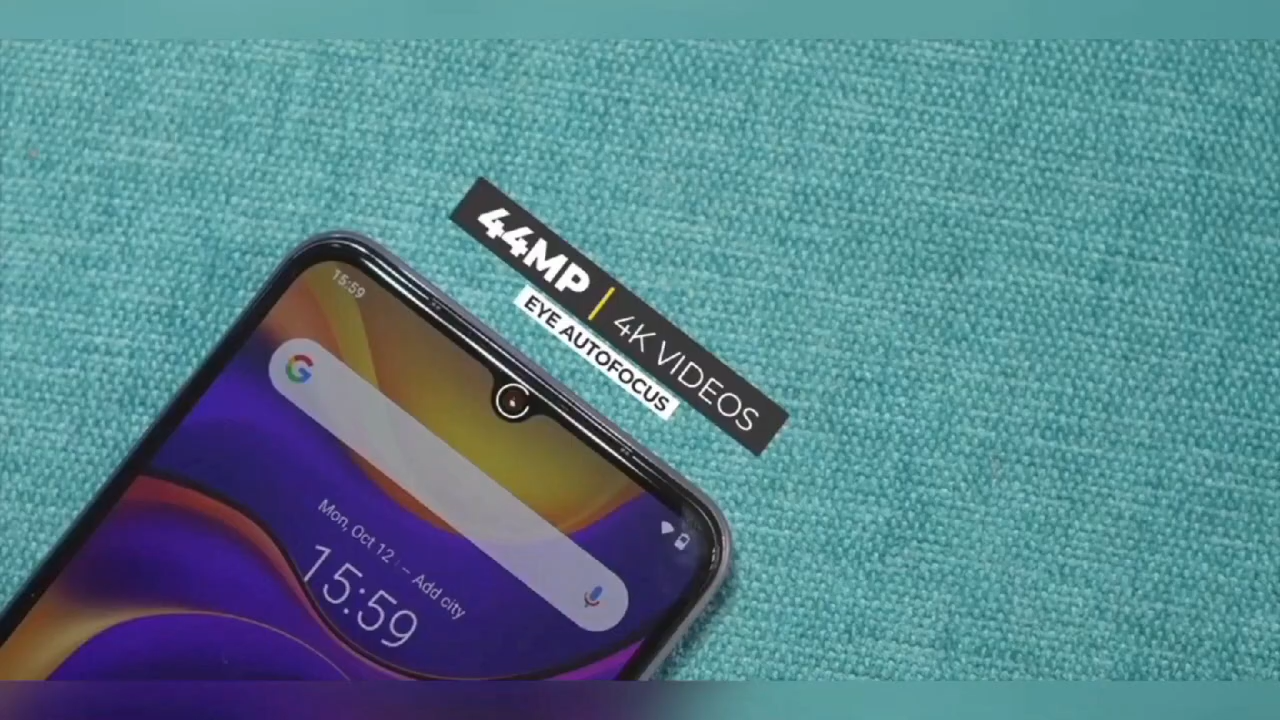 44MP | 4K VIDEOS
EYE AUTOFOCUS
15:59
G
Mon, Oct 12 | – Add city
15:59